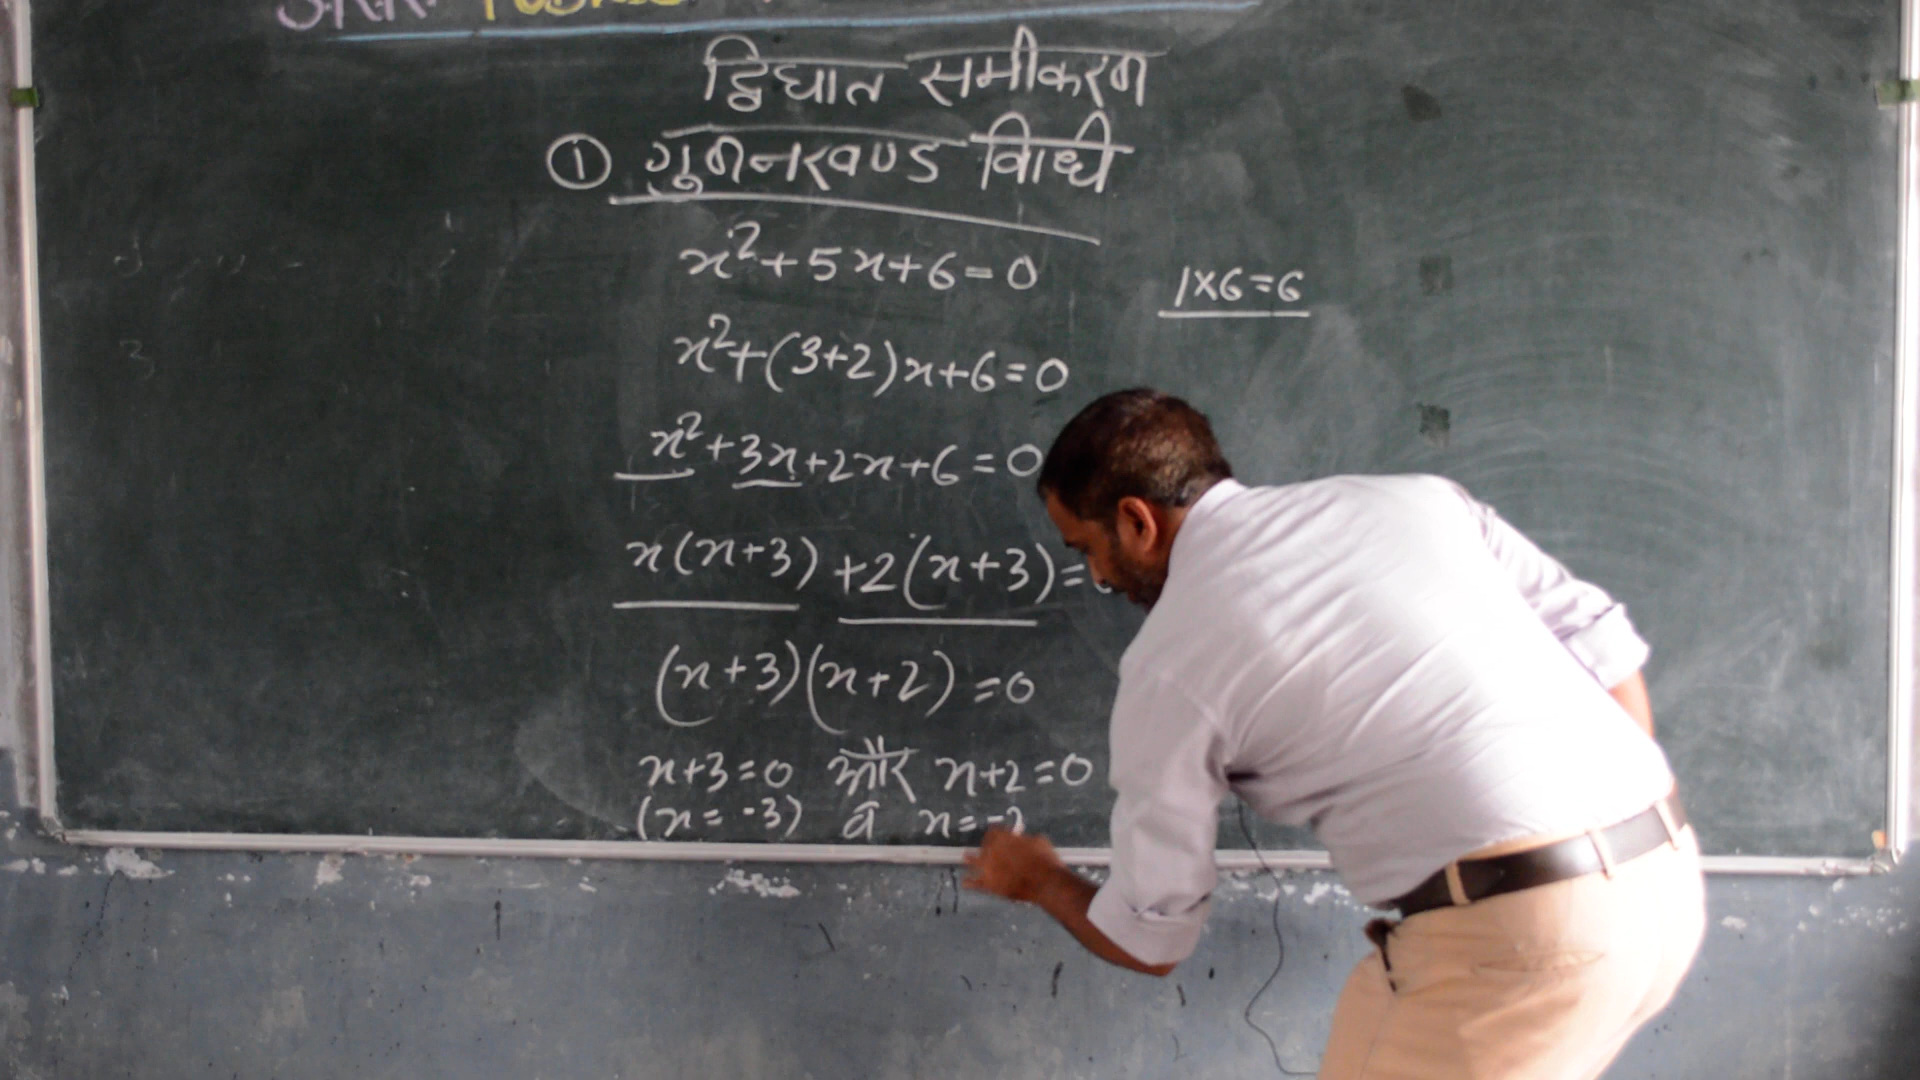 द्विघात समीकरण
① गुणनखण्ड विधि
x²+5x+6=0
1×6=6
x²+(3+2)x+6=0
x²+3x+2x+6=0
x(x+3)+2(x+3)=
(x+3)(x+2)=0
x+3=0 और x+2=0
(x=-3) व x=-2